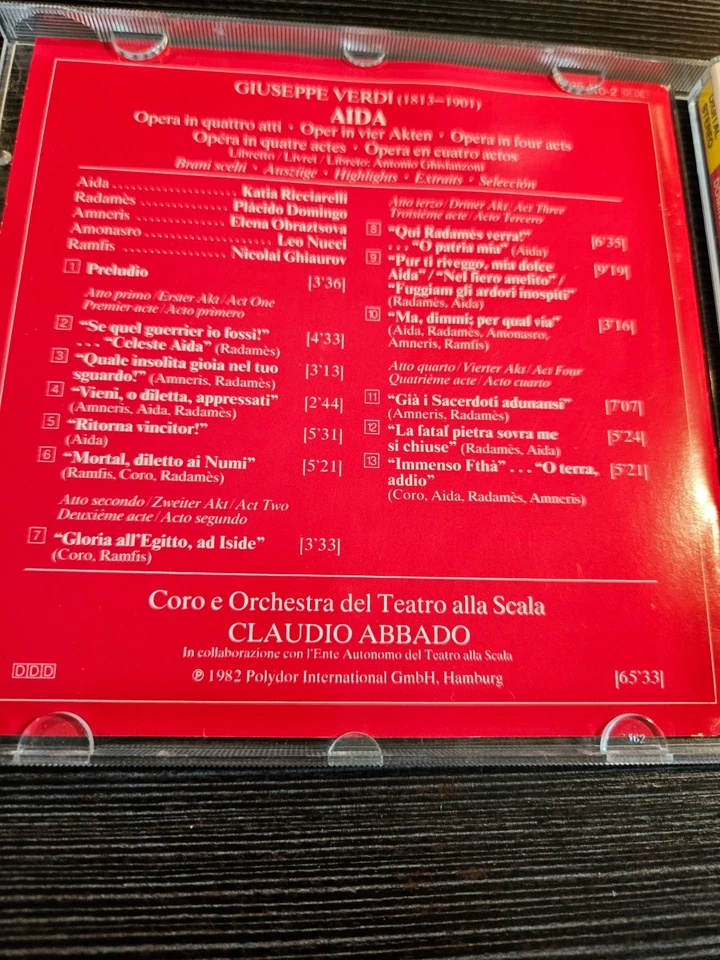 GIUSEPPE VERDI (1813–1901)
AIDA
Opera in quattro atti · Oper in vier Akten · Opera in four acts
Opéra en quatre actes · Opera en cuatro actos
Libretto / Livret / Libreto: Antonio Ghislanzoni
Brani scelti · Auszüge · Highlights · Extraits · Selección
Aida Katia Ricciarelli
Radamès Plácido Domingo
Amneris Elena Obraztsova
Amonasro Leo Nucci
Ramfis Nicolai Ghiaurov
1 Preludio [3'36]
Atto primo / Erster Akt / Act One
Premier acte / Acto primero
2 “Se quel guerrier io fossi!”
. . . “Celeste Aida” (Radamès) [4'33]
3 “Quale insolita gioia nel tuo
sguardo!” (Amneris, Radamès) [3'13]
4 “Vieni, o diletta, appressati”
(Amneris, Aida, Radamès) [2'44]
5 “Ritorna vincitor!”
(Aida) [5'31]
6 “Mortal, diletto ai Numi”
(Ramfis, Coro, Radamès) [5'21]
Atto secondo / Zweiter Akt / Act Two
Deuxième acte / Acto segundo
7 “Gloria all'Egitto, ad Iside”
(Coro, Ramfis) [3'33]
Atto terzo / Dritter Akt / Act Three
Troisième acte / Acto Tercero
8 “Qui Radamès verrà!”
. . . “O patria mia” (Aida) [6'35]
9 “Pur ti riveggo, mia dolce
Aida” / “Nel fiero anelito” /
“Fuggiam gli ardori inospiti”
(Radamès, Aida) [9'19]
10 “Ma, dimmi; per qual via”
(Aida, Radamès, Amonasro,
Amneris, Ramfis) [3'16]
Atto quarto / Vierter Akt / Act Four
Quatrième acte / Acto cuarto
11 “Già i Sacerdoti adunansi”
(Amneris, Radamès) [7'07]
12 “La fatal pietra sovra me
si chiuse” (Radamès, Aida) [5'24]
13 “Immenso Fthà” . . . “O terra,
addio” [5'21]
(Coro, Aida, Radamès, Amneris)
Coro e Orchestra del Teatro alla Scala
CLAUDIO ABBADO
In collaborazione con l'Ente Autonomo del Teatro alla Scala
DDD
℗ 1982 Polydor International GmbH, Hamburg
[65'33]